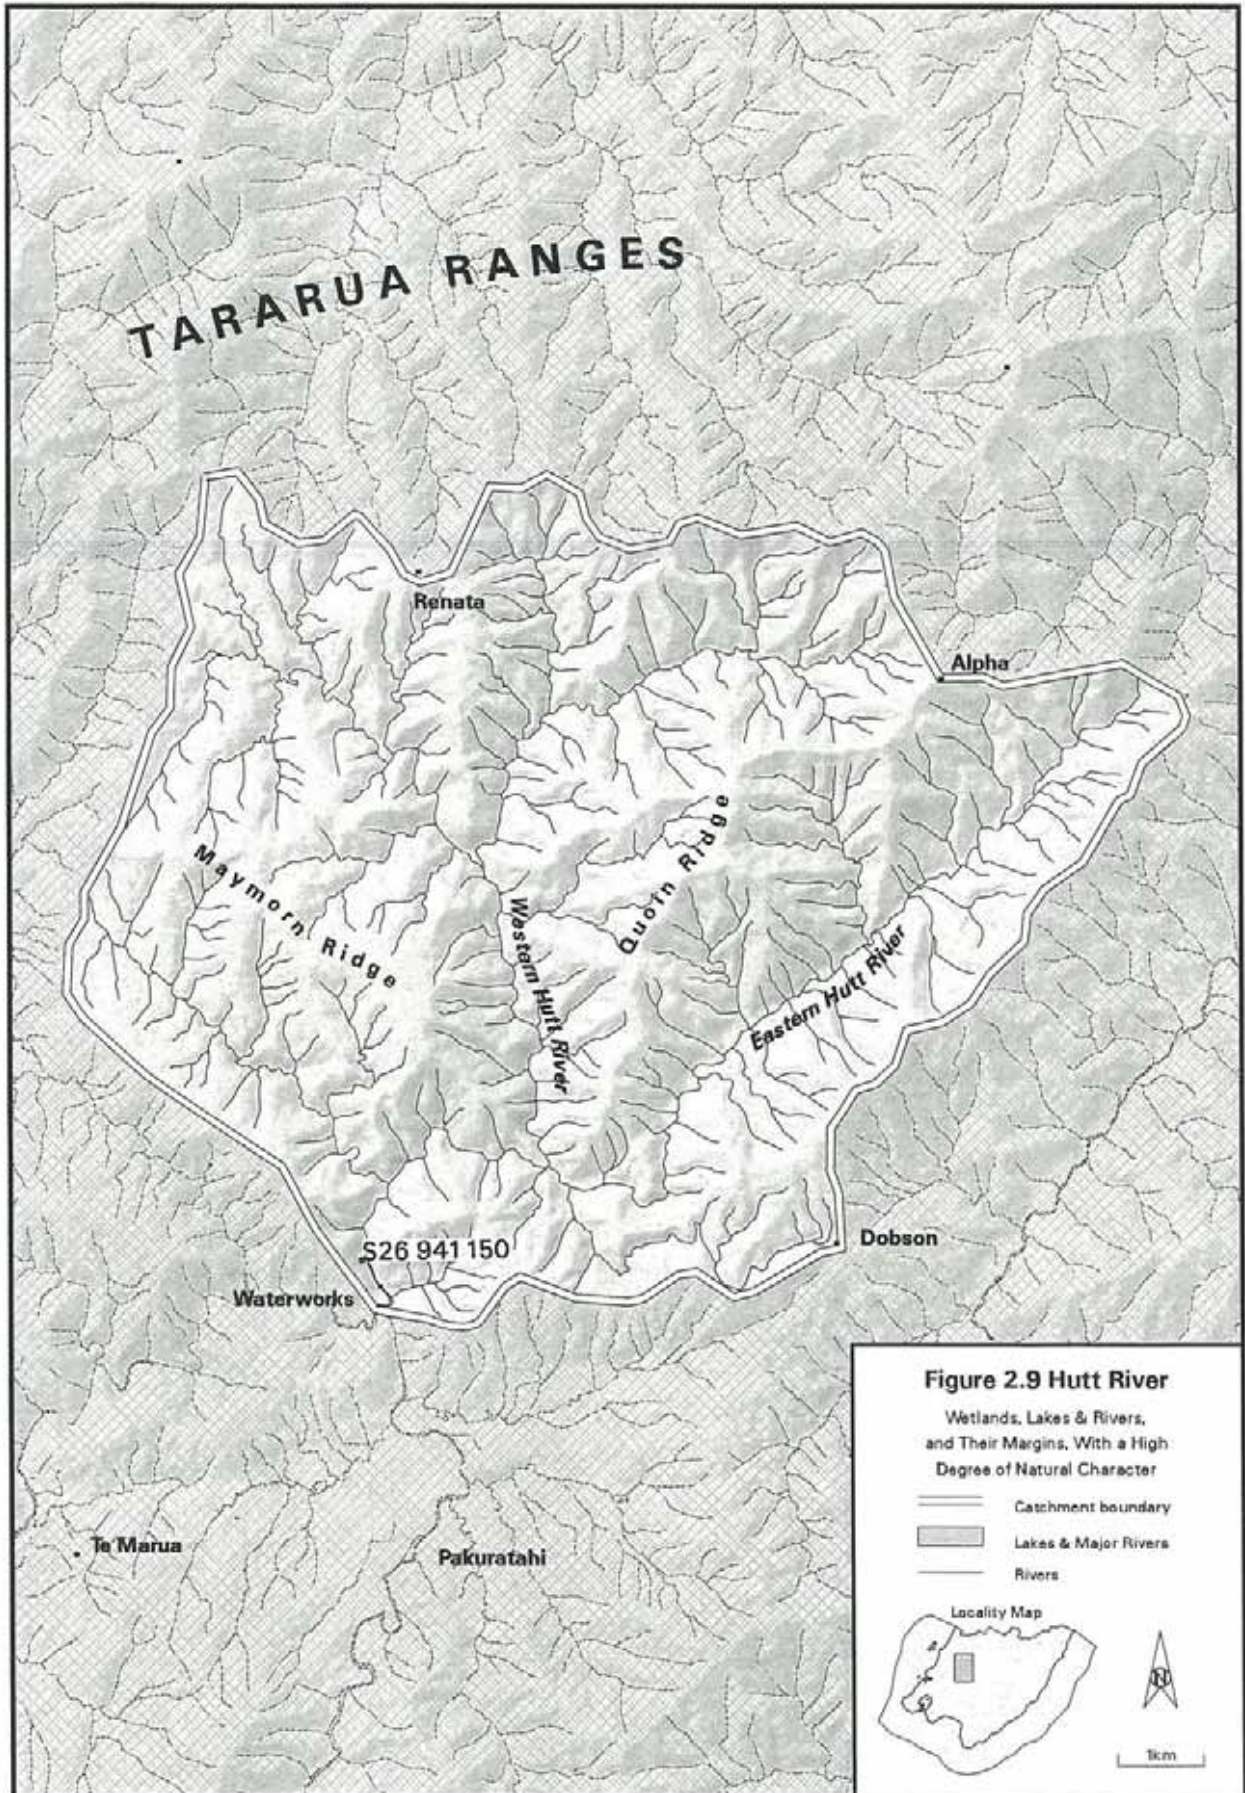 TARARUA RANGES
Renata
Alpha
Maymorn Ridge
Quoin Ridge
Western Hutt River
Eastern Hutt River
S26 941 150
Dobson
Waterworks
Te Marua
Pakuratahi
Figure 2.9 Hutt River
Wetlands, Lakes & Rivers,
and Their Margins, With a High
Degree of Natural Character
Catchment boundary
Lakes & Major Rivers
Rivers
Locality Map
N
1km